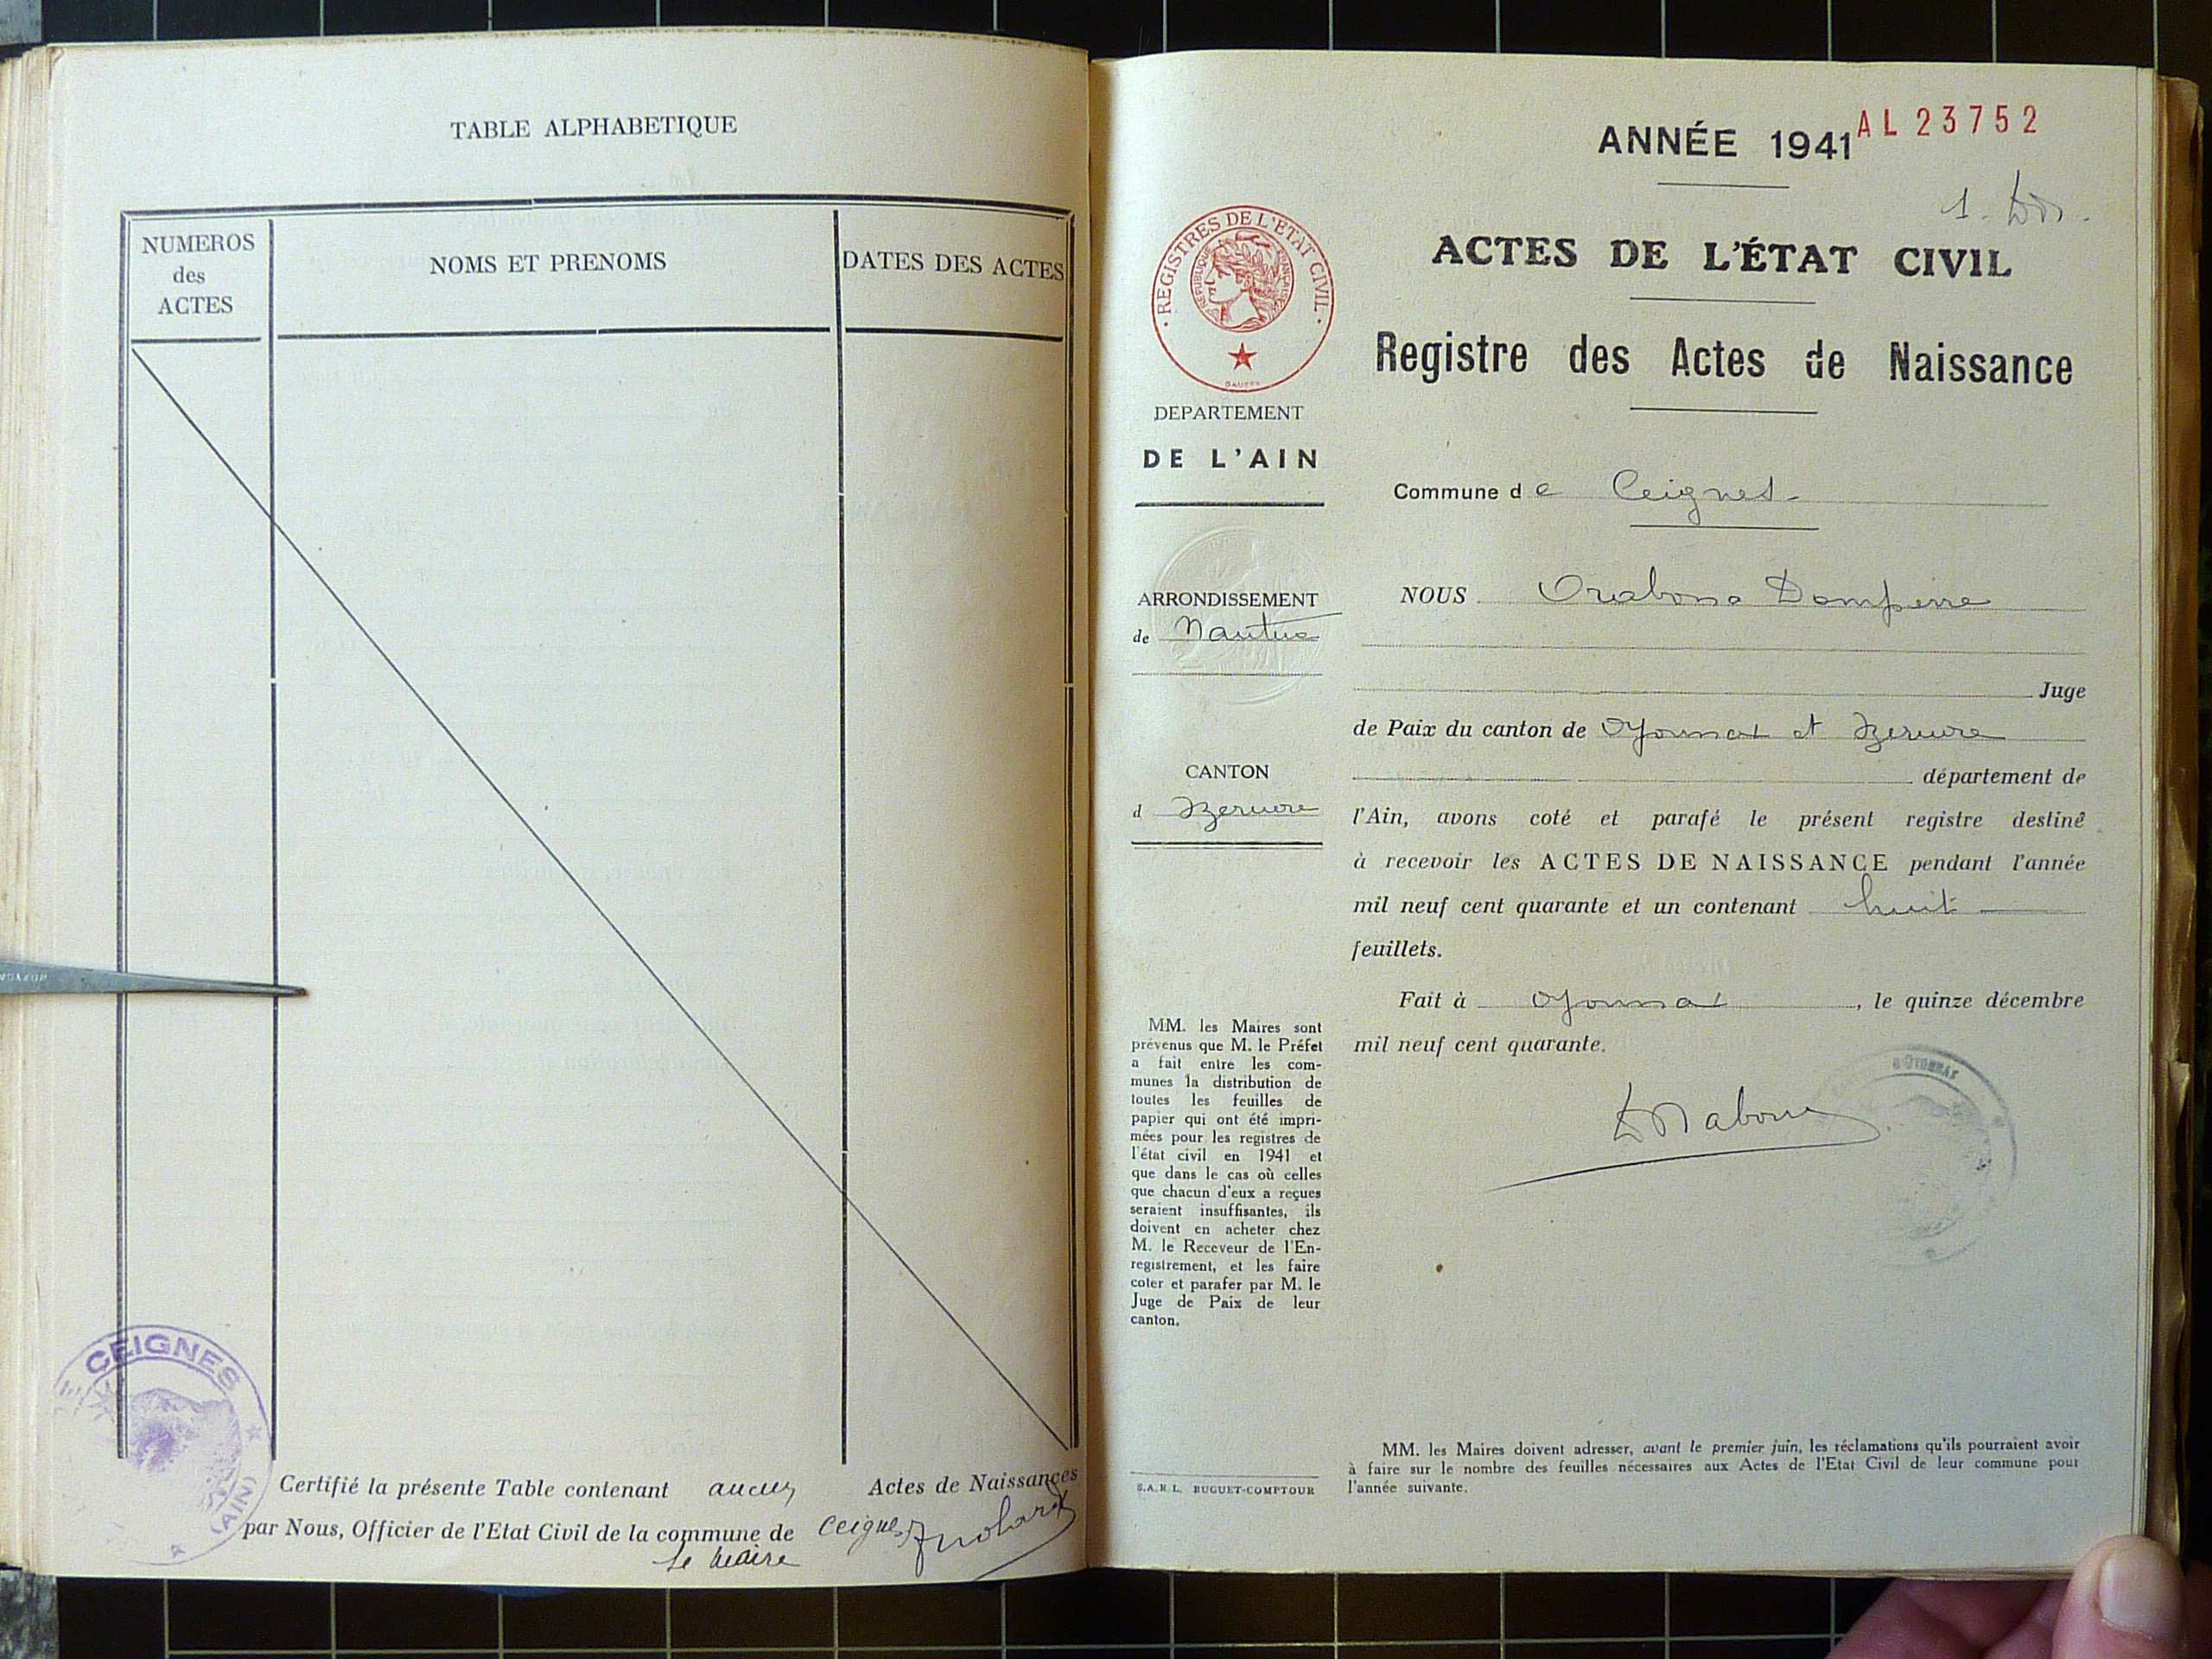 TABLE ALPHABETIQUE
NUMEROS
des
ACTES
NOMS ET PRENOMS
DATES DES ACTES
CEIGNES
(AIN)
Certifié la présente Table contenant aucun Actes de Naissances
par Nous, Officier de l'Etat Civil de la commune de Ceignes
Le Maire
ANNÉE 1941
AL 23752
1.
REGISTRES DE L'ETAT CIVIL
REPUBLIQUE FRANÇAISE
ACTES DE L'ÉTAT CIVIL
Registre des Actes de Naissance
DEPARTEMENT
DE L'AIN
Commune de Ceignes
ARRONDISSEMENT
de Nantua
CANTON
d Izernore
NOUS Orabona Dompierre
Juge
de Paix du canton de Oyonnax et Izernore
département de
l'Ain, avons coté et parafé le présent registre destiné
à recevoir les ACTES DE NAISSANCE pendant l'année
mil neuf cent quarante et un contenant huit
feuillets.
Fait à Oyonnax, le quinze décembre
mil neuf cent quarante.
D'OYONNAX
MM. les Maires sont
prévenus que M. le Préfet
a fait entre les com-
munes la distribution de
toutes les feuilles de
papier qui ont été impri-
mées pour les registres de
l'état civil en 1941 et
que dans le cas où celles
que chacun d'eux a reçues
seraient insuffisantes, ils
doivent en acheter chez
M. le Receveur de l'En-
registrement, et les faire
coter et parafer par M. le
Juge de Paix de leur
canton.
S.A.R.L. BUGUET-COMPTOUR
MM. les Maires doivent adresser, avant le premier juin, les réclamations qu'ils pourraient avoir
à faire sur le nombre des feuilles nécessaires aux Actes de l'Etat Civil de leur commune pour
l'année suivante.